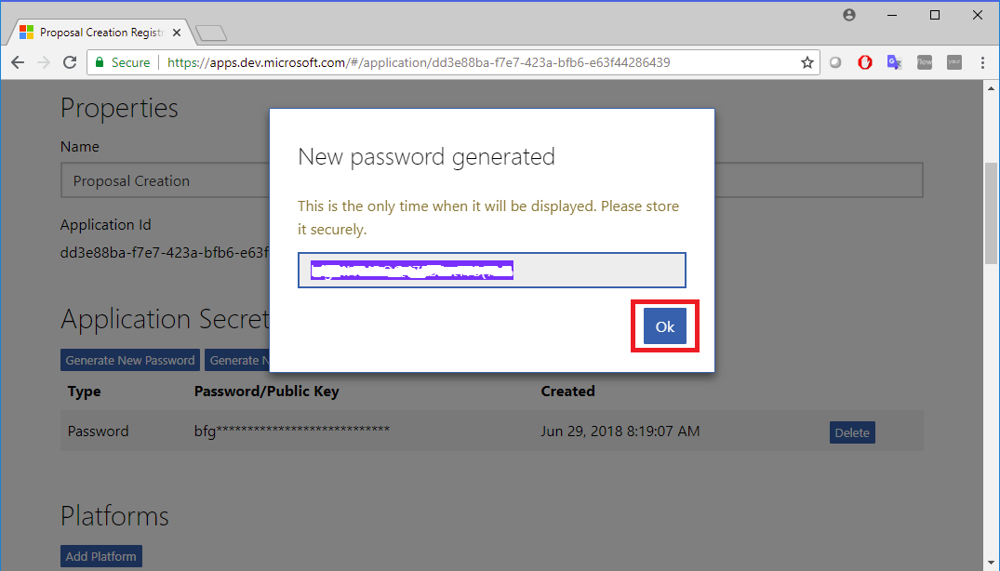 Proposal Creation Registr
Secure
https://apps.dev.microsoft.com/#/application/dd3e88ba-f7e7-423a-bfb6-e63f44286439
Properties
Name
Proposal Creation
Application Id
dd3e88ba-f7e7-423a-bfb6-e63f
New password generated
This is the only time when it will be displayed. Please store
it securely.
Ok
Application Secret
Generate New Password
Generate N
Type Password/Public Key Created
Password bfg**************************** Jun 29, 2018 8:19:07 AM Delete
Platforms
Add Platform